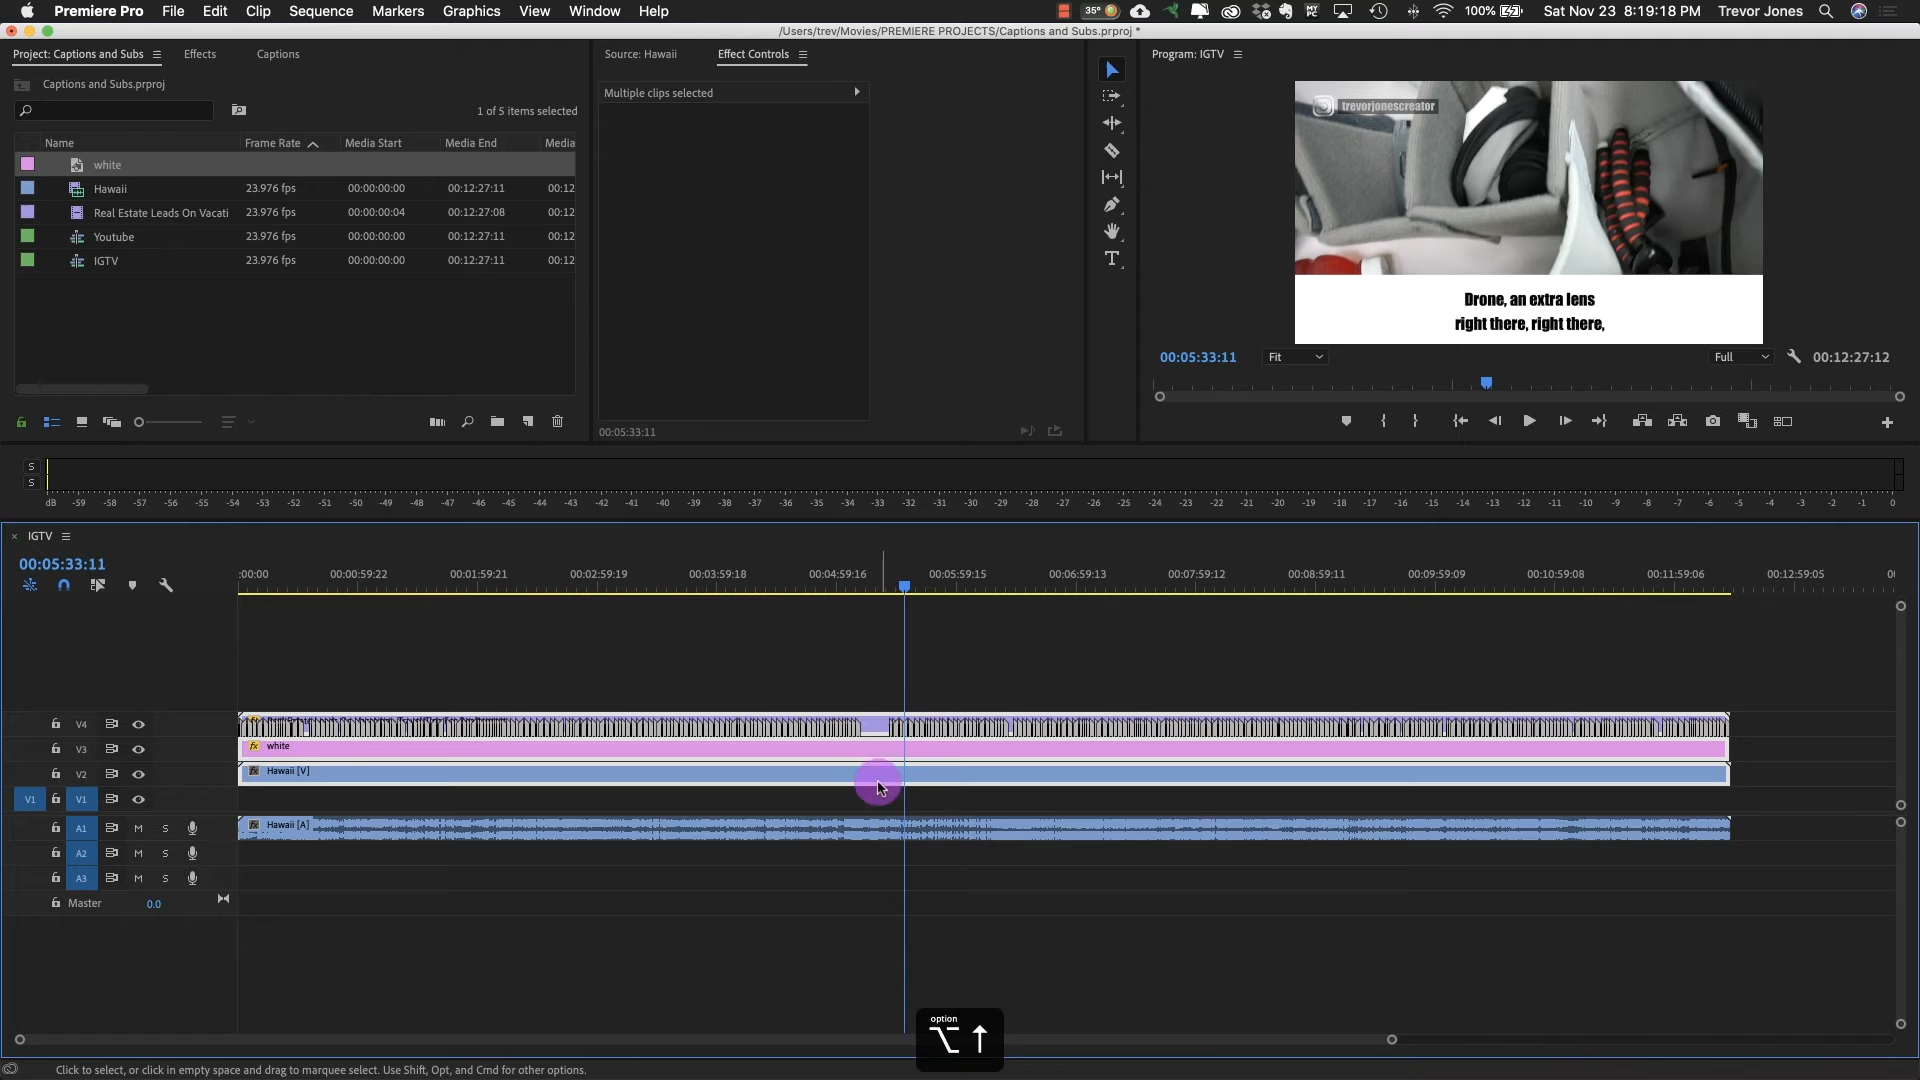 Premiere Pro File Edit Clip Sequence Markers Graphics View Window Help 35° MY PC 100% Sat Nov 23 8:19:18 PM Trevor Jones
/Users/trev/Movies/PREMIERE PROJECTS/Captions and Subs.prproj *
Project: Captions and Subs Effects Captions
Captions and Subs.prproj
1 of 5 items selected
Name Frame Rate Media Start Media End Media
white
Hawaii 23.976 fps 00:00:00:00 00:12:27:11 00:12
Real Estate Leads On Vacati 23.976 fps 00:00:00:04 00:12:27:08 00:12
Youtube 23.976 fps 00:00:00:00 00:12:27:11 00:12
IGTV 23.976 fps 00:00:00:00 00:12:27:11 00:12
Source: Hawaii Effect Controls
Multiple clips selected
00:05:33:11
T
Program: IGTV
trevorjonescreator
Drone, an extra lens
right there, right there,
00:05:33:11 Fit Full 00:12:27:12
S
S
dB -59 -58 -57 -56 -55 -54 -53 -52 -51 -50 -49 -48 -47 -46 -45 -44 -43 -42 -41 -40 -39 -38 -37 -36 -35 -34 -33 -32 -31 -30 -29 -28 -27 -26 -25 -24 -23 -22 -21 -20 -19 -18 -17 -16 -15 -14 -13 -12 -11 -10 -9 -8 -7 -6 -5 -4 -3 -2 -1 0
× IGTV
00:05:33:11
:00:00 00:00:59:22 00:01:59:21 00:02:59:19 00:03:59:18 00:04:59:16 00:05:59:15 00:06:59:13 00:07:59:12 00:08:59:11 00:09:59:09 00:10:59:08 00:11:59:06 00:12:59:05
V4
V3 fx white
V2 fx Hawaii [V]
V1 V1
A1 M S fx Hawaii [A]
A2 M S
A3 M S
Master 0.0
option
⌥ ↑
Click to select, or click in empty space and drag to marquee select. Use Shift, Opt, and Cmd for other options.